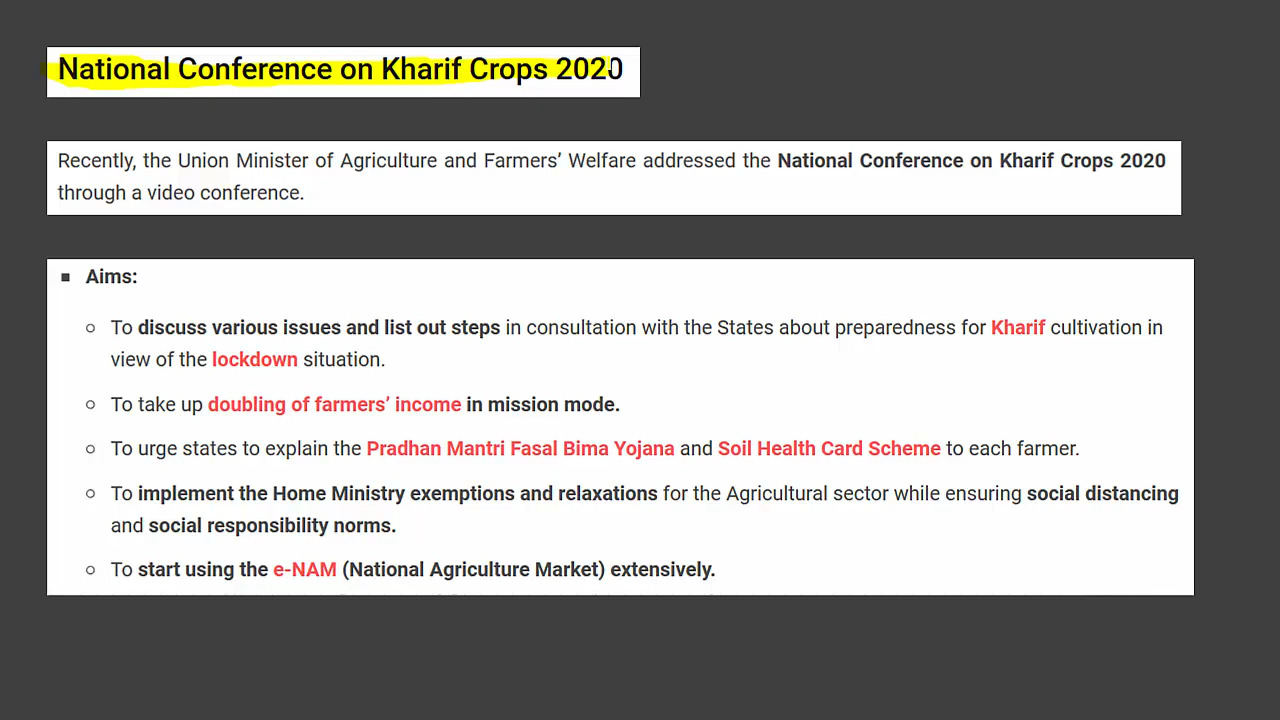 National Conference on Kharif Crops 2020
Recently, the Union Minister of Agriculture and Farmers’ Welfare addressed the National Conference on Kharif Crops 2020
through a video conference.
Aims:
To discuss various issues and list out steps in consultation with the States about preparedness for Kharif cultivation in
view of the lockdown situation.
To take up doubling of farmers’ income in mission mode.
To urge states to explain the Pradhan Mantri Fasal Bima Yojana and Soil Health Card Scheme to each farmer.
To implement the Home Ministry exemptions and relaxations for the Agricultural sector while ensuring social distancing
and social responsibility norms.
To start using the e-NAM (National Agriculture Market) extensively.